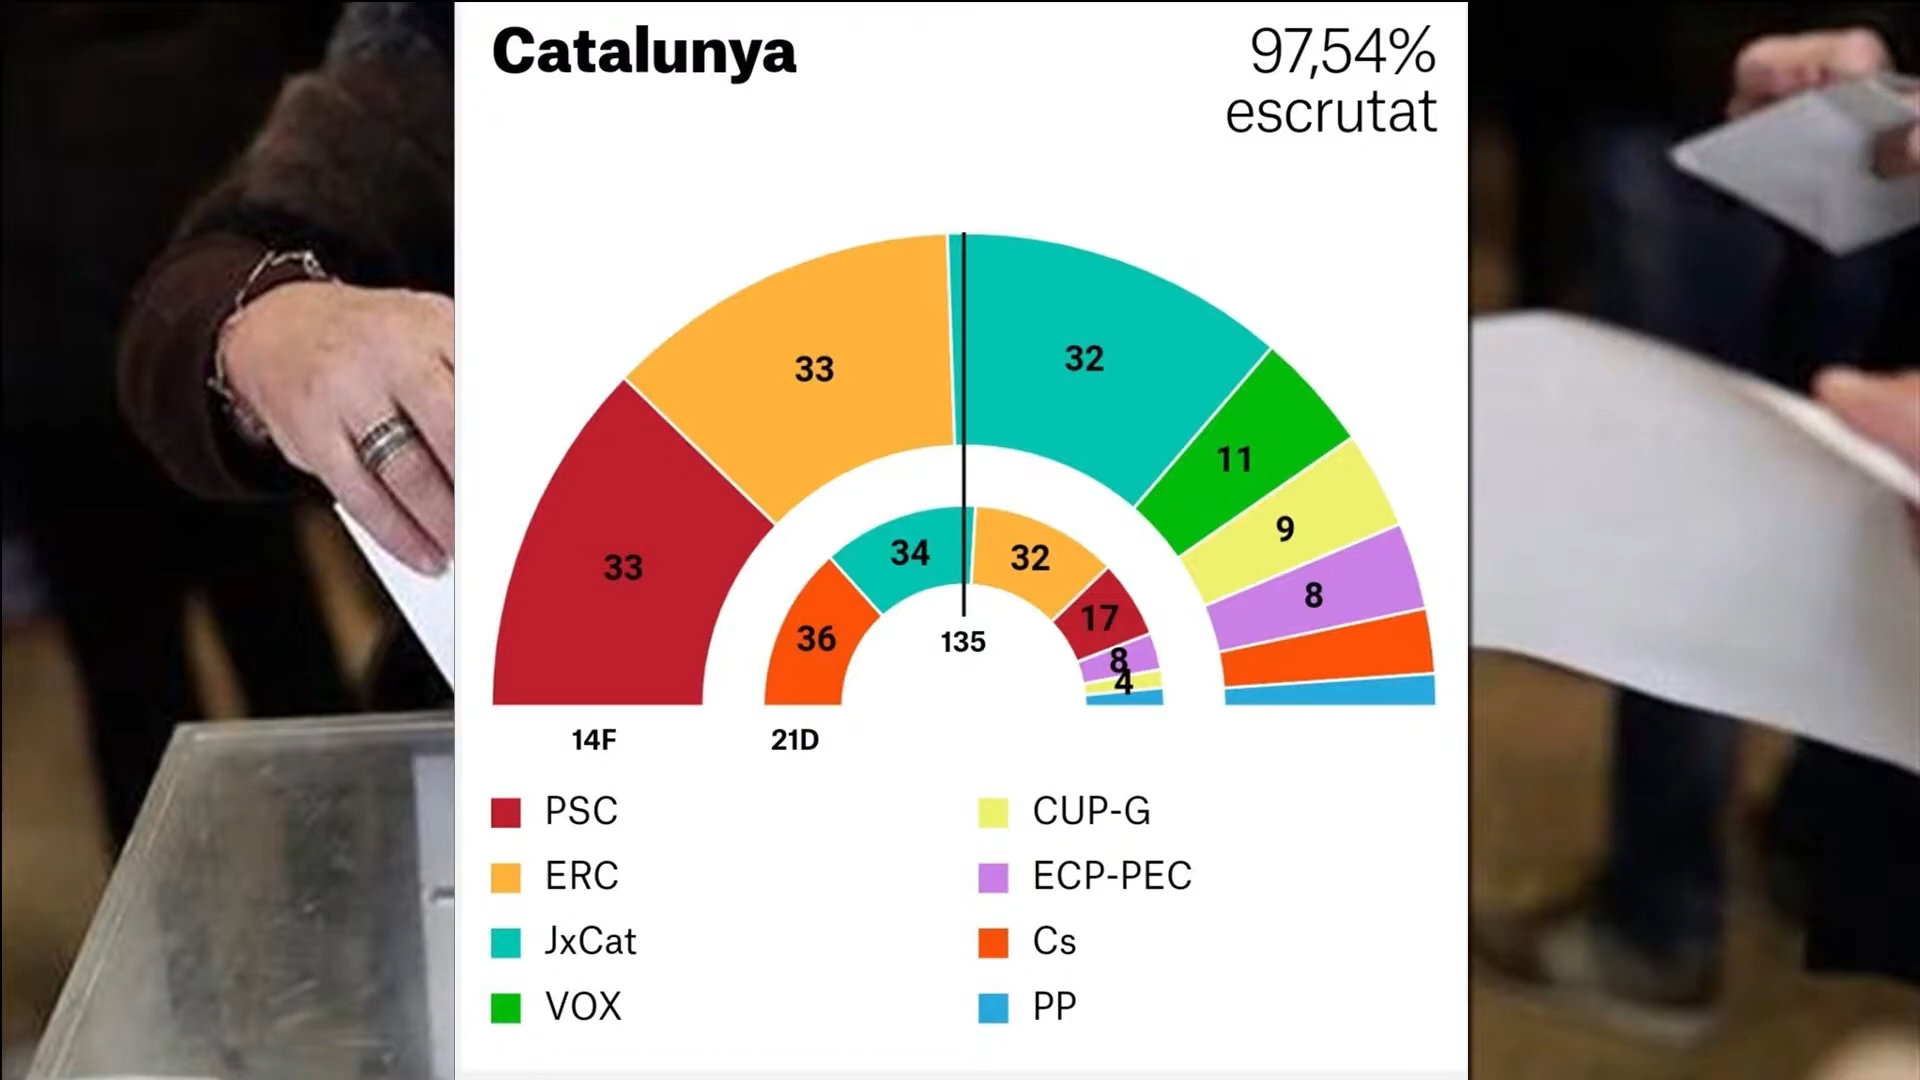 Catalunya
97,54%
escrutat
33
33
32
11
9
8
36
34
32
17
8
4
135
14F
21D
PSC
ERC
JxCat
VOX
CUP-G
ECP-PEC
Cs
PP